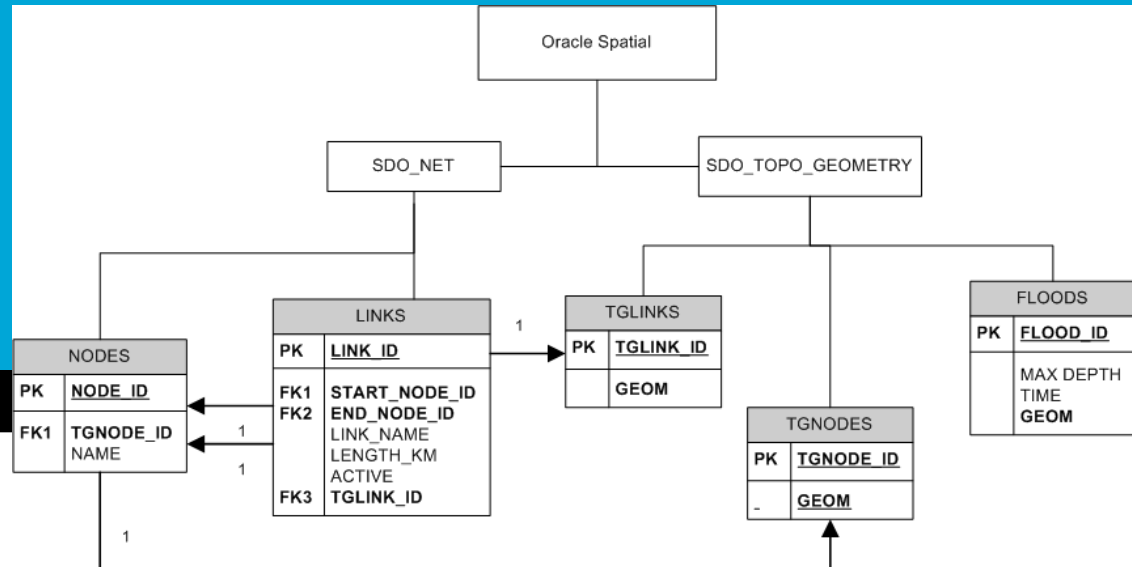 Oracle Spatial
SDO_NET
SDO_TOPO_GEOMETRY
NODES
PK NODE_ID
FK1 TGNODE_ID
NAME
LINKS
PK LINK_ID
FK1 START_NODE_ID
FK2 END_NODE_ID
LINK_NAME
LENGTH_KM
ACTIVE
FK3 TGLINK_ID
1
1
1
1
TGLINKS
PK TGLINK_ID
GEOM
TGNODES
PK TGNODE_ID
_ GEOM
FLOODS
PK FLOOD_ID
MAX DEPTH
TIME
GEOM